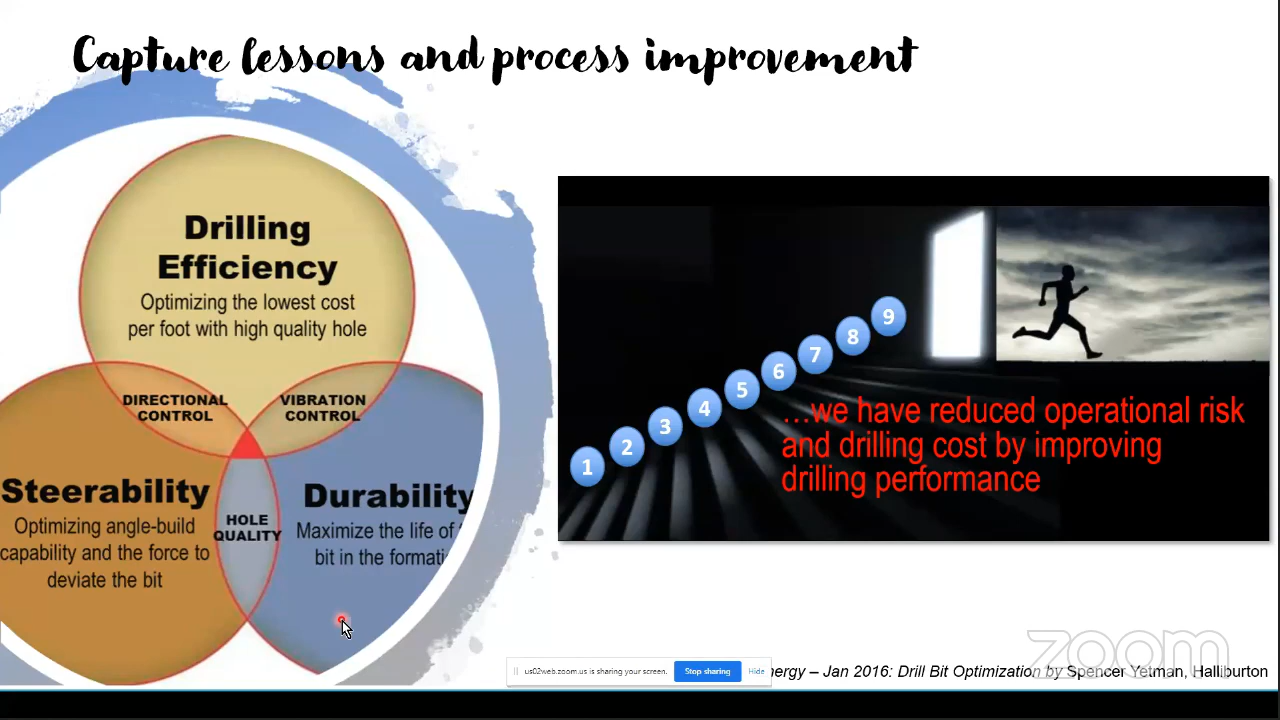 Capture lessons and process improvement
Drilling
Efficiency
Optimizing the lowest cost
per foot with high quality hole
DIRECTIONAL
CONTROL
VIBRATION
CONTROL
Steerability
Optimizing angle-build
capability and the force to
deviate the bit
HOLE
QUALITY
Durability
Maximize the life of
bit in the
1
2
3
4
5
6
7
8
9
...we have reduced operational risk
and drilling cost by improving
drilling performance
us02web.zoom.us is sharing your screen.
Stop sharing
Hide
– Jan 2016: Drill Bit Optimization by Spencer Yetman, Halliburton
zoom